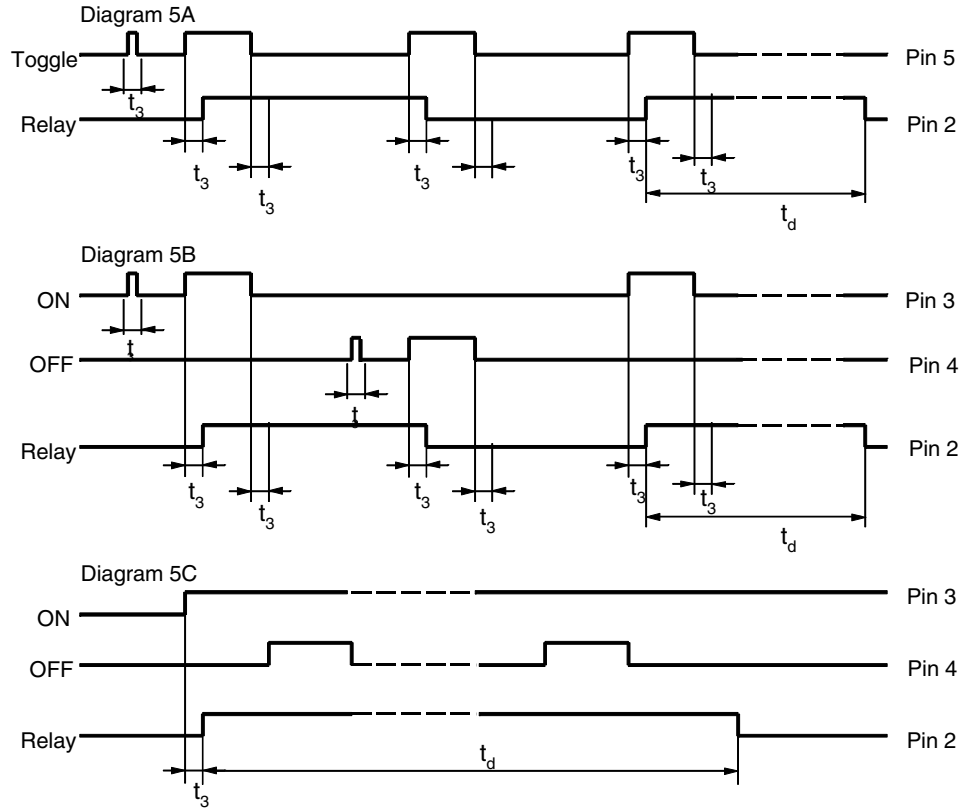 Diagram 5A
Toggle Pin 5
t3
Relay Pin 2
t3 t3 t3 t3
t3 t3
td
Diagram 5B
ON Pin 3
t
OFF Pin 4
t3
Relay Pin 2
t3 t3 t3
t3 t3
td
Diagram 5C
ON Pin 3
OFF Pin 4
Relay Pin 2
td
t3